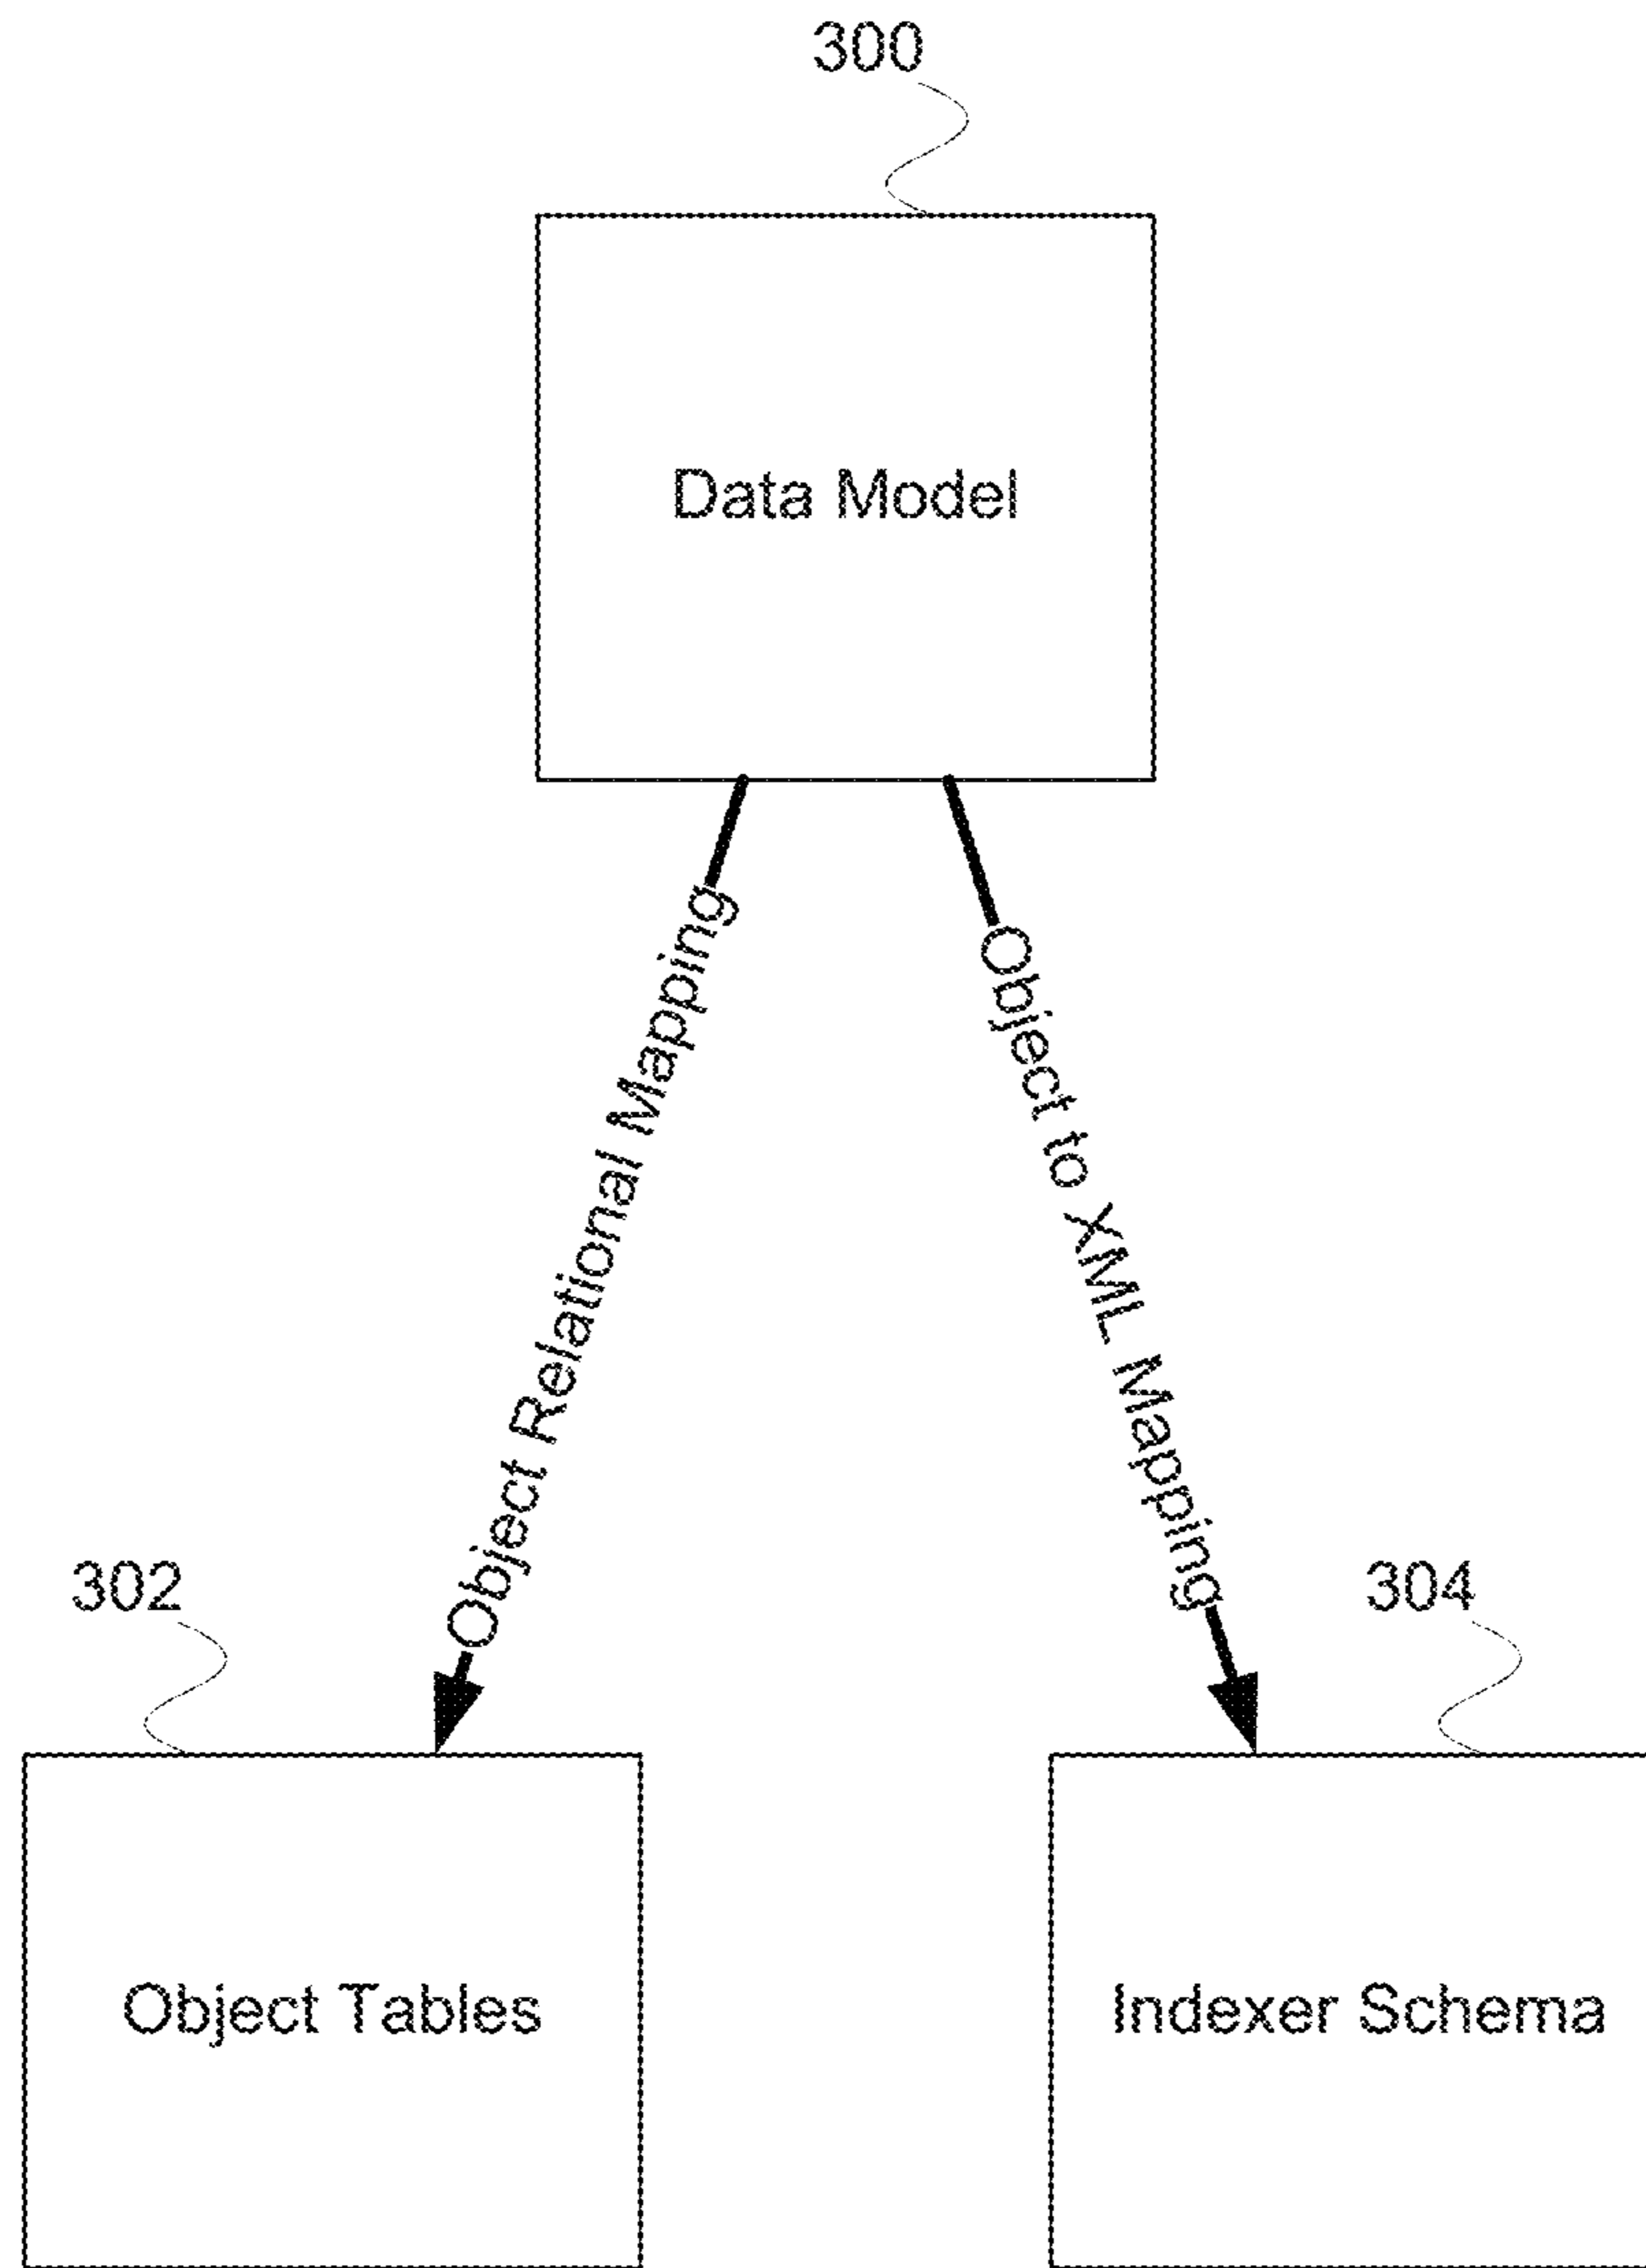 300
Data Model
Object Relational Mapping
Object to XML Mapping
302
304
Object Tables
Indexer Schema